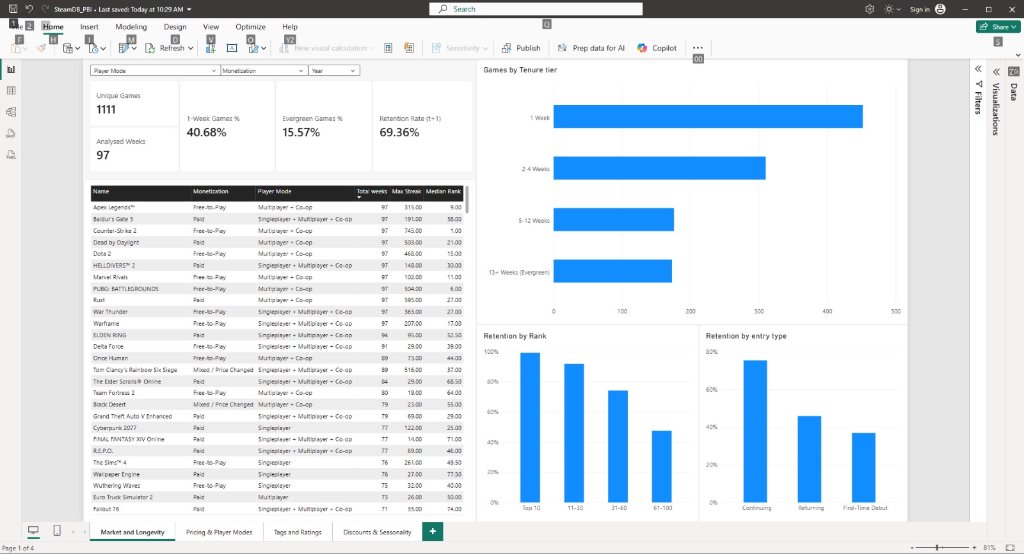 SteamDB_PBI • Last saved: Today at 10:29 AM
Search
Sign in
File Home Insert Modeling Design View Optimize Help
Share
Refresh
New visual calculation
Sensitivity
Publish
Prep data for AI
Copilot
Player Mode
Monetization
Year
Unique Games
1111
Analysed Weeks
97
1-Week Games %
40.68%
Evergreen Games %
15.57%
Retention Rate (t+1)
69.36%
Name Monetization Player Mode Total weeks Max Streak Median Rank
Apex Legends™ Free-to-Play Multiplayer + Co-op 97 315.00 9.00
Baldur's Gate 3 Paid Singleplayer + Multiplayer + Co-op 97 191.00 38.00
Counter-Strike 2 Free-to-Play Multiplayer + Co-op 97 745.00 1.00
Dead by Daylight Paid Multiplayer + Co-op 97 503.00 21.00
Dota 2 Free-to-Play Multiplayer + Co-op 97 468.00 15.00
HELLDIVERS™ 2 Paid Singleplayer + Multiplayer + Co-op 97 148.00 30.00
Marvel Rivals Free-to-Play Multiplayer + Co-op 97 102.00 11.00
PUBG: BATTLEGROUNDS Free-to-Play Multiplayer + Co-op 97 504.00 6.00
Rust Paid Multiplayer + Co-op 97 595.00 27.00
War Thunder Free-to-Play Singleplayer + Multiplayer + Co-op 97 363.00 27.00
Warframe Free-to-Play Singleplayer + Multiplayer + Co-op 97 207.00 17.00
ELDEN RING Paid Singleplayer + Multiplayer + Co-op 94 95.00 52.50
Delta Force Free-to-Play Singleplayer + Multiplayer + Co-op 91 29.00 39.00
Once Human Free-to-Play Multiplayer + Co-op 89 73.00 44.00
Tom Clancy's Rainbow Six Siege Mixed / Price Changed Singleplayer + Multiplayer + Co-op 89 516.00 37.00
The Elder Scrolls® Online Paid Singleplayer + Multiplayer + Co-op 84 29.00 68.50
Team Fortress 2 Free-to-Play Multiplayer + Co-op 80 19.00 64.00
Black Desert Mixed / Price Changed Multiplayer + Co-op 79 23.00 55.00
Grand Theft Auto V Enhanced Paid Singleplayer + Multiplayer + Co-op 79 69.00 29.00
Cyberpunk 2077 Paid Singleplayer 77 122.00 25.00
FINAL FANTASY XIV Online Paid Singleplayer + Multiplayer + Co-op 77 14.00 71.00
R.E.P.O. Paid Singleplayer + Multiplayer + Co-op 77 69.00 46.00
The Sims™ 4 Free-to-Play Singleplayer 76 261.00 49.50
Wallpaper Engine Paid Singleplayer 76 27.00 77.50
Wuthering Waves Free-to-Play Singleplayer 75 32.00 40.00
Euro Truck Simulator 2 Paid Multiplayer 73 26.00 50.00
Fallout 76 Paid Singleplayer + Multiplayer + Co-op 71 35.00 74.00
Games by Tenure tier
1 Week
2-4 Weeks
5-12 Weeks
13+ Weeks (Evergreen)
0 100 200 300 400 500
Retention by Rank
100%
80%
60%
40%
20%
0%
Top 10 11-30 31-60 61-100
Retention by entry type
80%
60%
40%
20%
0%
Continuing Returning First-Time Debut
Filters
Visualizations
Data
Market and Longevity
Pricing & Player Modes
Tags and Ratings
Discounts & Seasonality
Page 1 of 4
81%